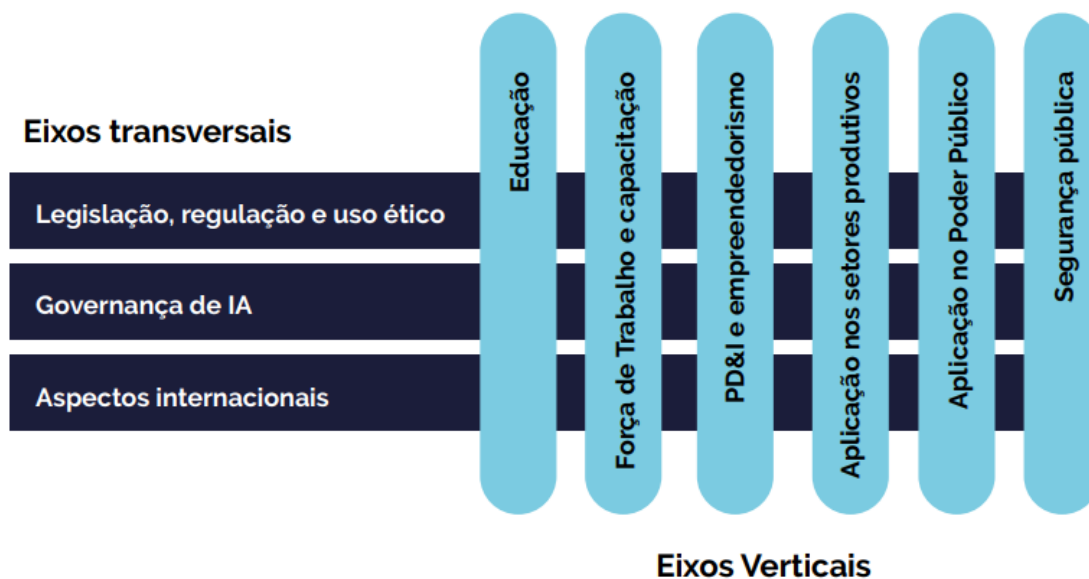 Eixos transversais
Legislação, regulação e uso ético
Governança de IA
Aspectos internacionais
Educação
Força de Trabalho e capacitação
PD&I e empreendedorismo
Aplicação nos setores produtivos
Aplicação no Poder Público
Segurança pública
Eixos Verticais